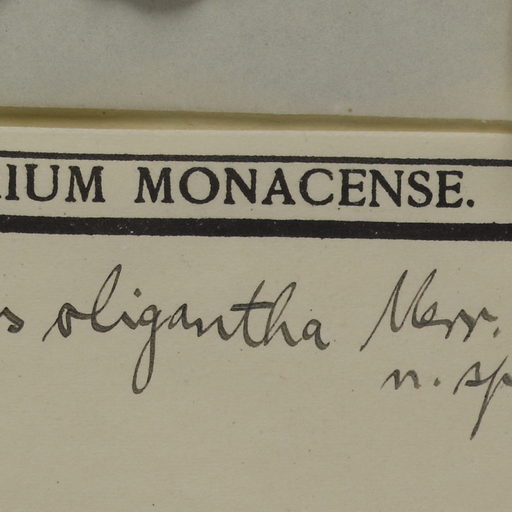 IUM MONACENSE.
s oligantha Merr.
n. sp